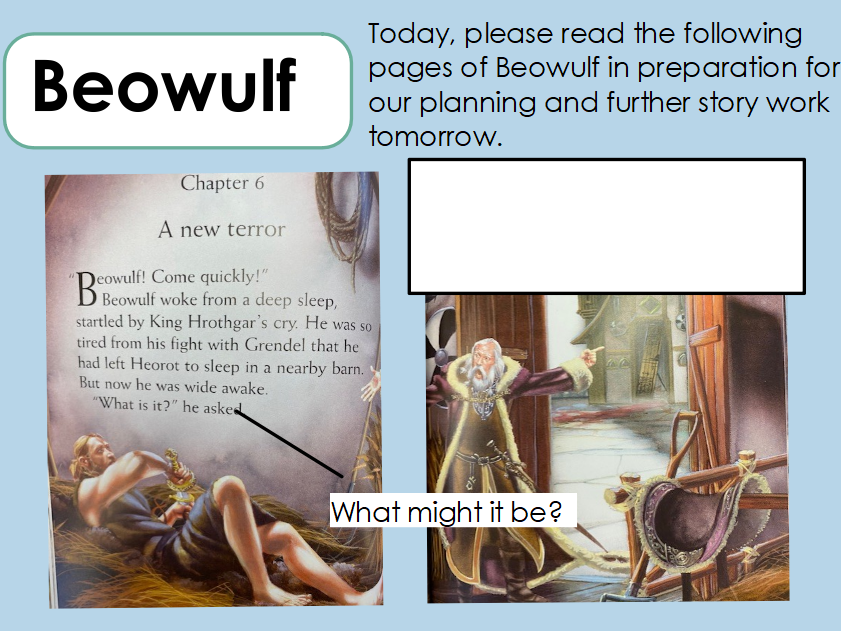 Beowulf
Today, please read the following
pages of Beowulf in preparation for
our planning and further story work
tomorrow.
Chapter 6
A new terror
"Beowulf! Come quickly!"
Beowulf woke from a deep sleep,
startled by King Hrothgar's cry. He was so
tired from his fight with Grendel that he
had left Heorot to sleep in a nearby barn.
But now he was wide awake.
"What is it?" he asked
What might it be?